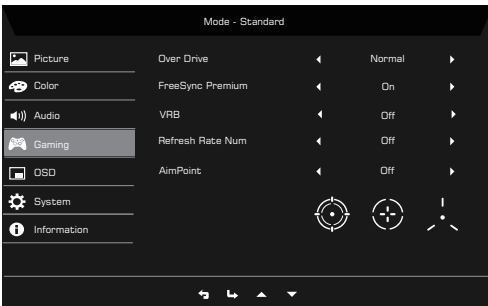 Mode - Standard
Picture
Color
Audio
Gaming
OSD
System
Information
Over Drive Normal
FreeSync Premium On
VRB Off
Refresh Rate Num Off
AimPoint Off